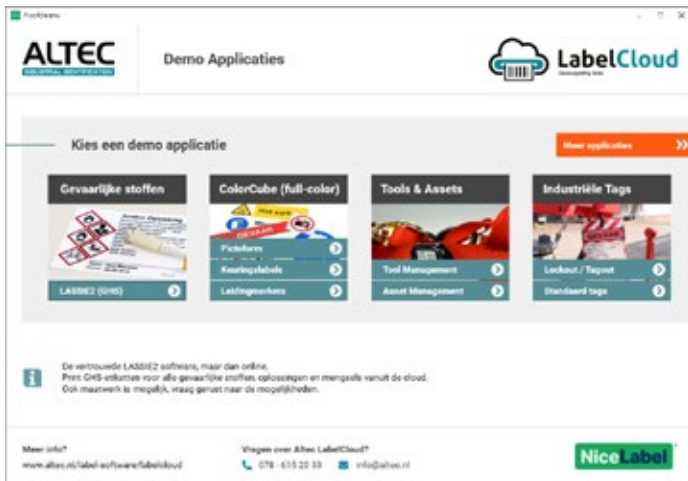 Hoofdmenu
ALTEC
INDUSTRIAL IDENTIFICATION
Demo Applicaties
LabelCloud
Kies een demo applicatie
Meer applicaties
Gevaarlijke stoffen
LASSIE2 (GHS)
ColorCube (full-color)
GEVAAR
Pictoform
Keuringslabels
Leidingmarkers
Tools & Assets
Tool Management
Asset Management
Industriële Tags
Lockout / Tagout
Standaard tags
De vertrouwde LASSIE2 software, maar dan online.
Print GHS-etiketten voor alle gevaarlijke stoffen, oplossingen en mengsels vanuit de cloud.
Ook maatwerk is mogelijk, vraag gerust naar de mogelijkheden.
Meer info?
www.altec.nl/label-software/labelcloud
Vragen over Altec LabelCloud?
078 - 615 20 33
info@altec.nl
NiceLabel